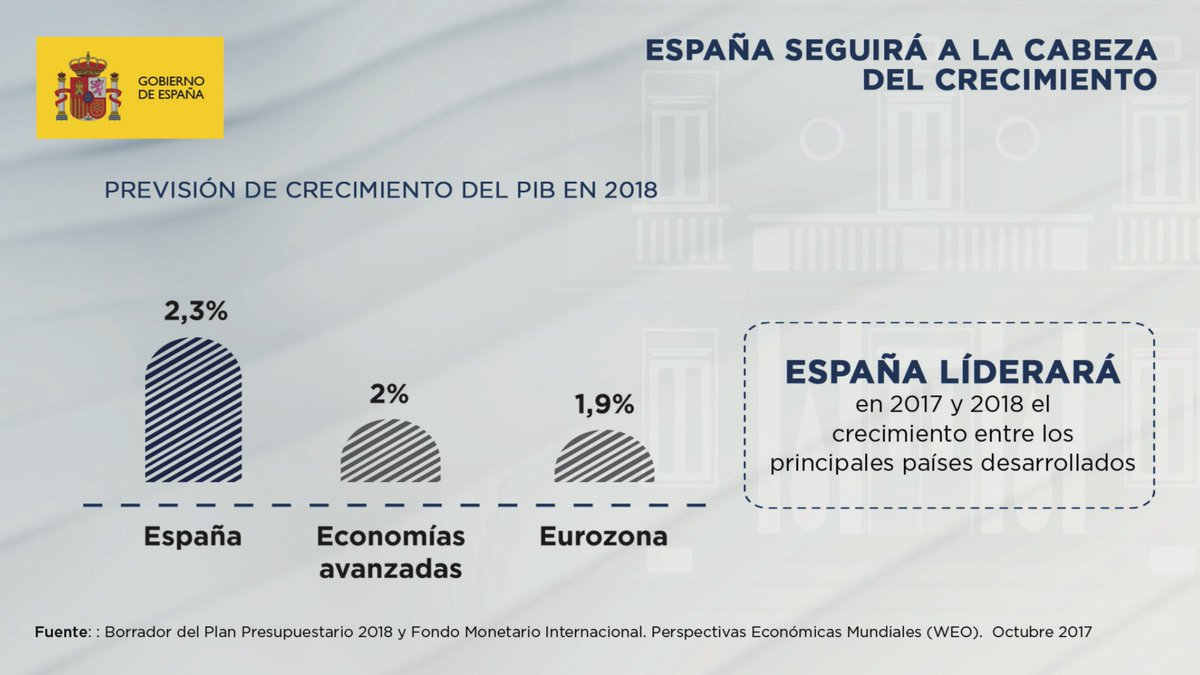 GOBIERNO
DE ESPAÑA
ESPAÑA SEGUIRÁ A LA CABEZA
DEL CRECIMIENTO
PREVISIÓN DE CRECIMIENTO DEL PIB EN 2018
2,3%
2%
1,9%
España
Economías
avanzadas
Eurozona
ESPAÑA LÍDERARÁ
en 2017 y 2018 el
crecimiento entre los
principales países desarrollados
Fuente: : Borrador del Plan Presupuestario 2018 y Fondo Monetario Internacional. Perspectivas Económicas Mundiales (WEO). Octubre 2017